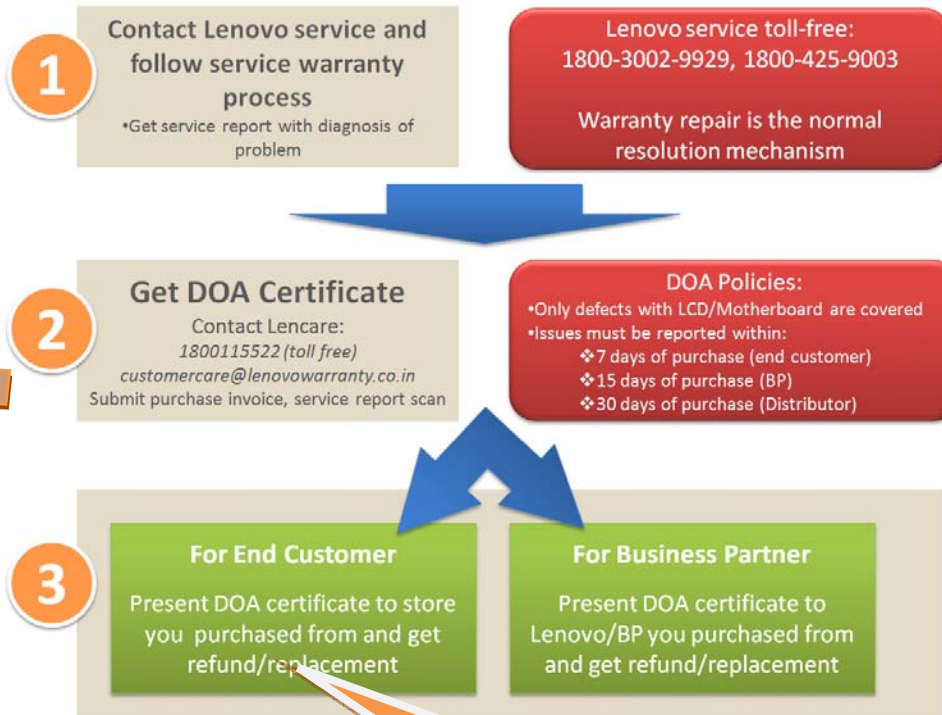 1
Contact Lenovo service and
follow service warranty
process
•Get service report with diagnosis of
problem
Lenovo service toll-free:
1800-3002-9929, 1800-425-9003
Warranty repair is the normal
resolution mechanism
2
Get DOA Certificate
Contact Lencare:
1800115522 (toll free)
customercare@lenovowarranty.co.in
Submit purchase invoice, service report scan
DOA Policies:
•Only defects with LCD/Motherboard are covered
•Issues must be reported within:
❖7 days of purchase (end customer)
❖15 days of purchase (BP)
❖30 days of purchase (Distributor)
3
For End Customer
Present DOA certificate to store
you purchased from and get
refund/replacement
For Business Partner
Present DOA certificate to
Lenovo/BP you purchased from
and get refund/replacement